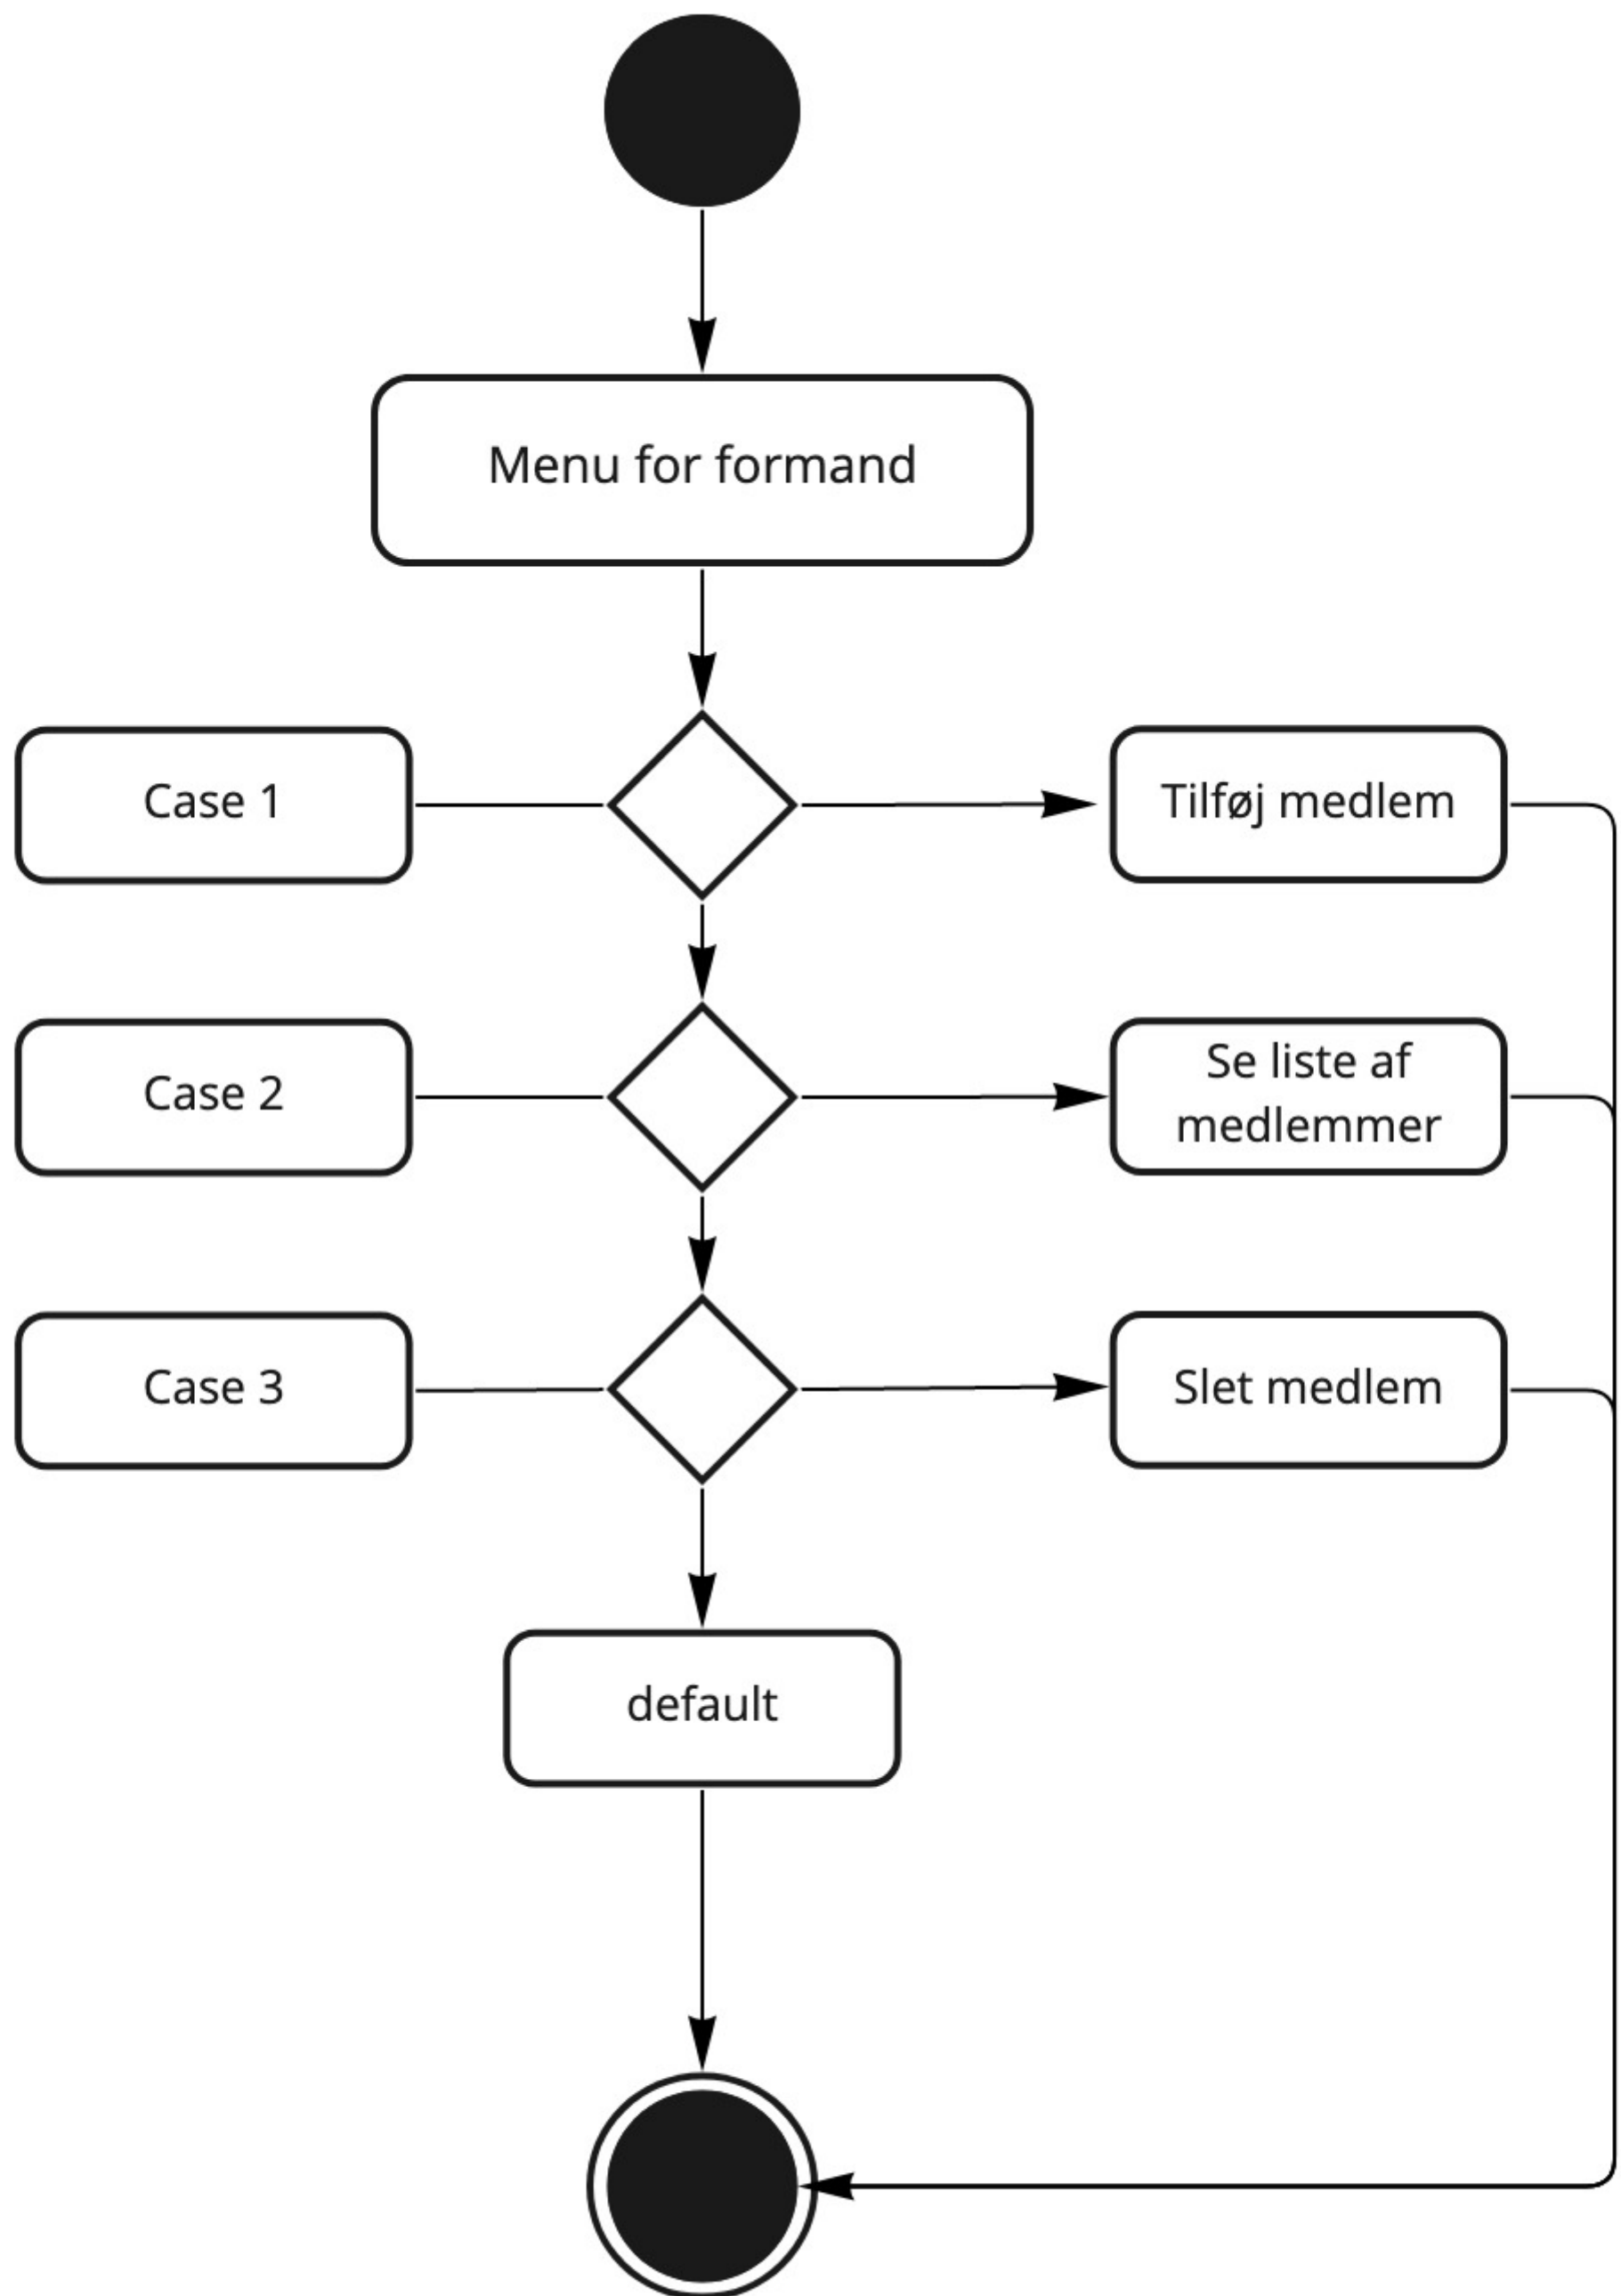 Menu for formand
Case 1
Tilføj medlem
Case 2
Se liste af
medlemmer
Case 3
Slet medlem
default